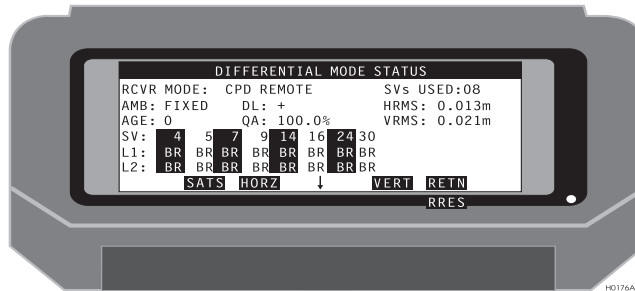 DIFFERENTIAL MODE STATUS
RCVR MODE: CPD REMOTE SVs USED:08
AMB: FIXED DL: + HRMS: 0.013m
AGE: 0 QA: 100.0% VRMS: 0.021m
SV: 4 5 7 9 14 16 24 30
L1: BR BR BR BR BR BR BR BR
L2: BR BR BR BR BR BR BR BR
SATS HORZ ↓ VERT RETN
RRES
H0176A